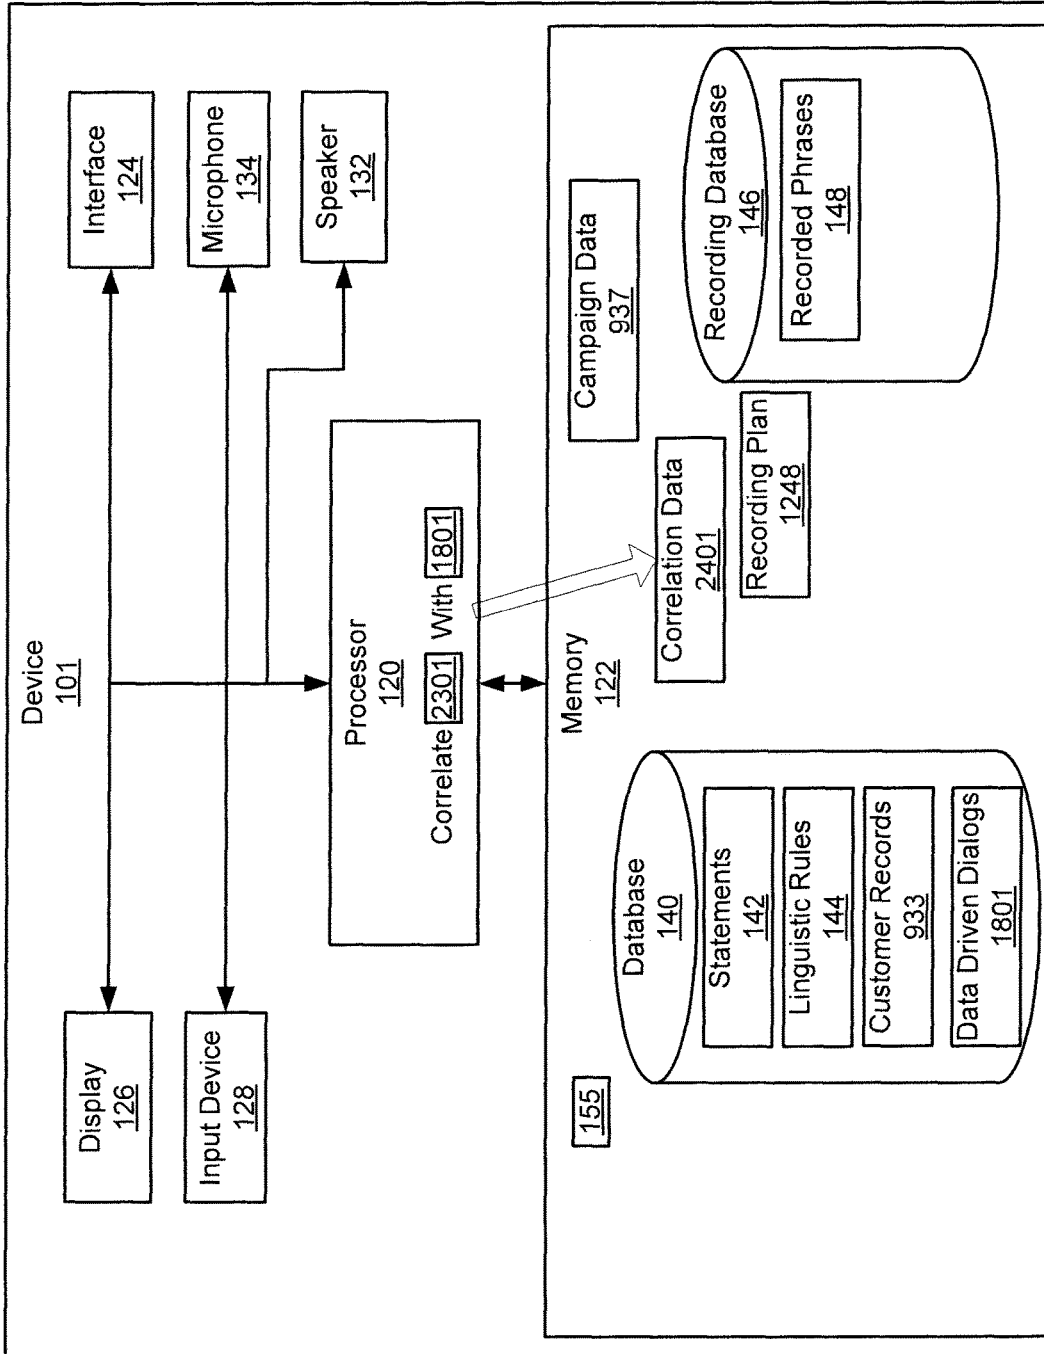 Device
101
Display
126
Interface
124
Input Device
128
Microphone
134
Speaker
132
Processor
120
Correlate 2301 With 1801
Memory
122
155
Database
140
Statements
142
Linguistic Rules
144
Customer Records
933
Data Driven Dialogs
1801
Campaign Data
937
Correlation Data
2401
Recording Plan
1248
Recording Database
146
Recorded Phrases
148